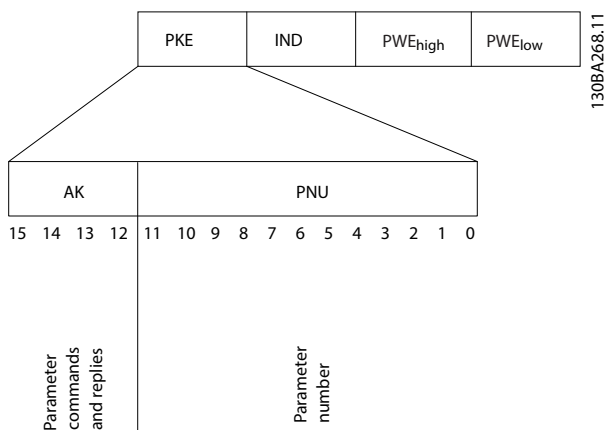 PKE IND PWEhigh PWElow
130BA268.11
AK PNU
15 14 13 12 11 10 9 8 7 6 5 4 3 2 1 0
Parameter
commands
and replies
Parameter
number